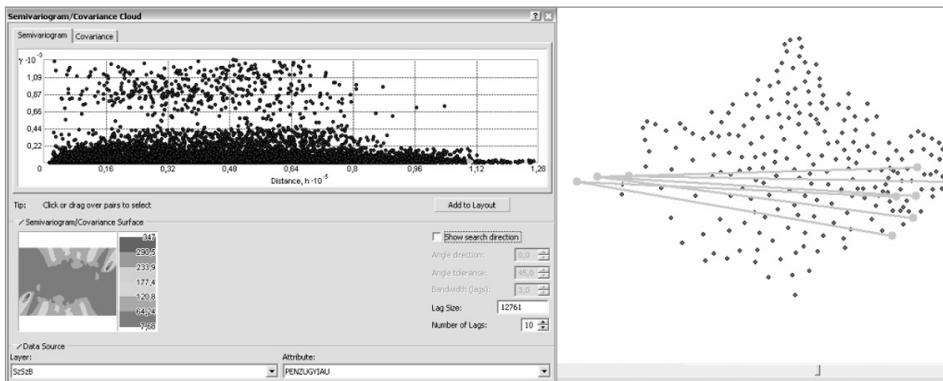 Semivariogram/Covariance Cloud
Semivariogram Covariance
γ ·10⁻³
1,09
0,87
0,66
0,44
0,22
0 0,16 0,32 0,48 0,64 0,8 0,96 1,12 1,28
Distance, h ·10⁻⁵
Tip: Click or drag over pairs to select
Add to Layout
Semivariogram/Covariance Surface
347
290,5
233,9
177,4
120,8
64,24
7,68
Show search direction
Angle direction: 0,0
Angle tolerance: 45,0
Bandwidth (lags): 3,0
Lag Size: 12761
Number of Lags: 10
Data Source
Layer: Attribute:
SzSzB PENZUGYIAU